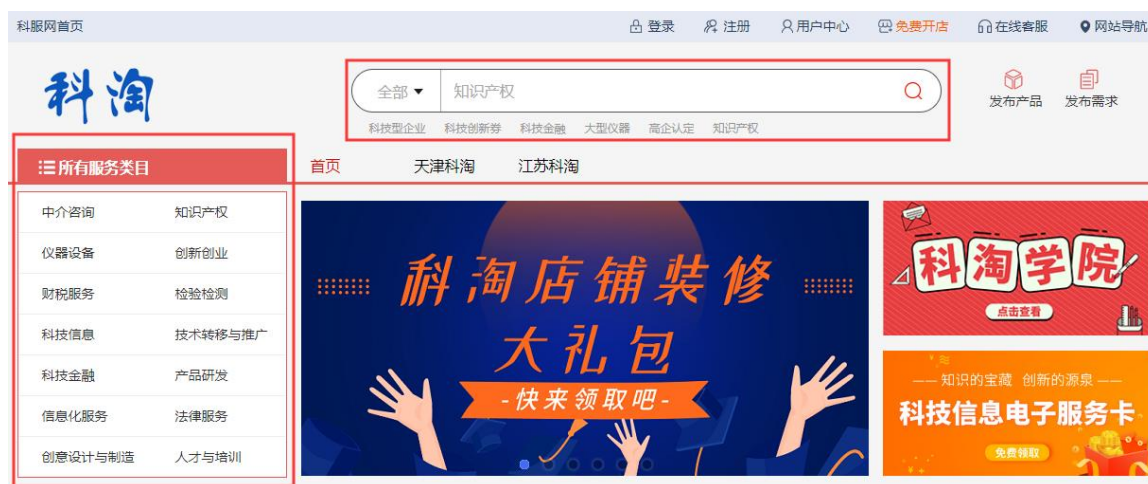 科服网首页 登录 注册 用户中心 免费开店 在线客服 网站导航
科淘
全部 知识产权
发布产品 发布需求
科技型企业 科技创新券 科技金融 大型仪器 高企认定 知识产权
所有服务类目
首页 天津科淘 江苏科淘
中介咨询 知识产权
仪器设备 创新创业
财税服务 检验检测
科技信息 技术转移与推广
科技金融 产品研发
信息化服务 法律服务
创意设计与制造 人才与培训
科淘店铺装修
大礼包
-快来领取吧-
科淘学院
点击查看
——知识的宝藏 创新的源泉——
科技信息电子服务卡
免费领取